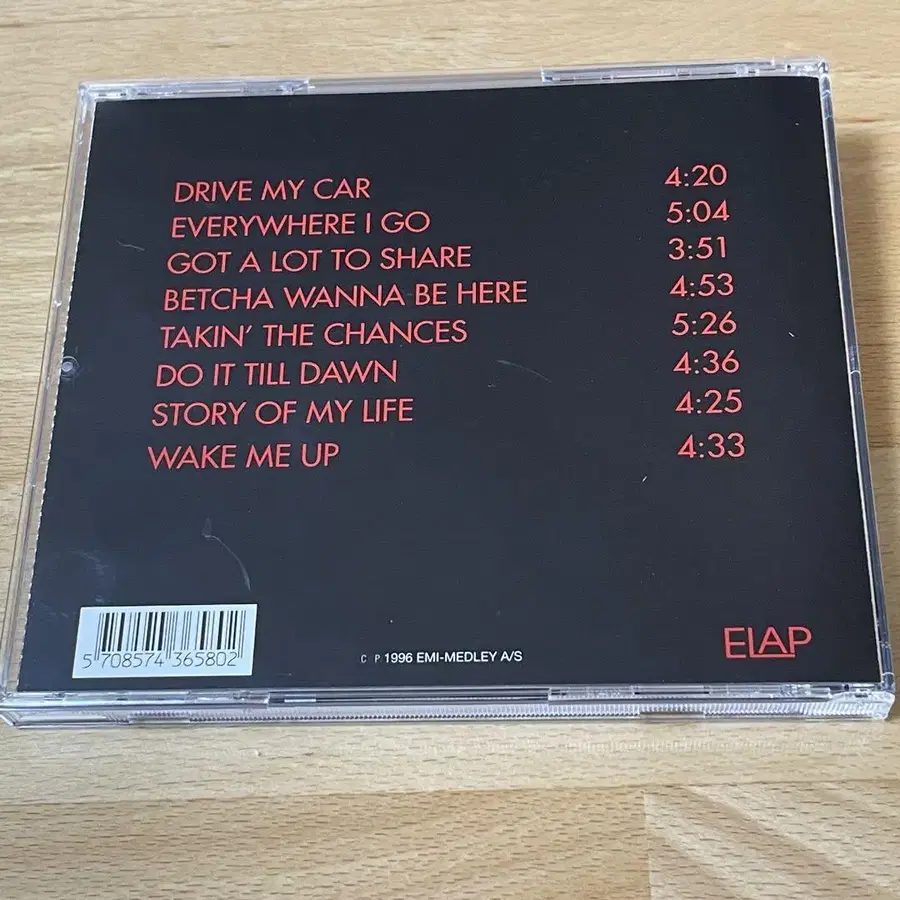 DRIVE MY CAR 4:20
EVERYWHERE I GO 5:04
GOT A LOT TO SHARE 3:51
BETCHA WANNA BE HERE 4:53
TAKIN' THE CHANCES 5:26
DO IT TILL DAWN 4:36
STORY OF MY LIFE 4:25
WAKE ME UP 4:33
5 708574 365802
C P 1996 EMI-MEDLEY A/S
ELAP